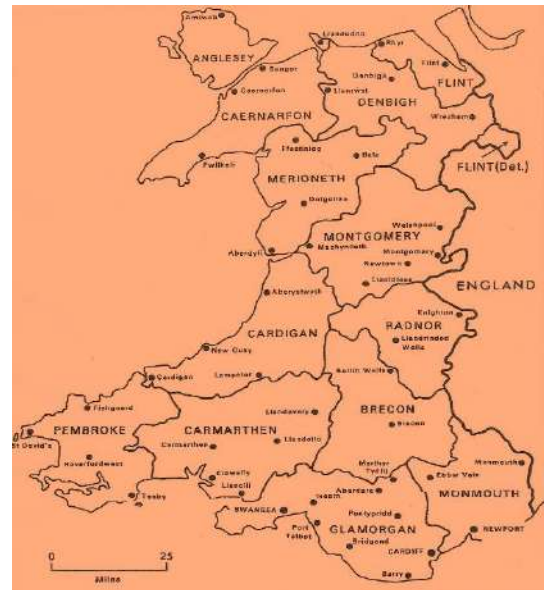 Amlwch
ANGLESEY
Llandudno
Rhyl
Bangor
Denbigh
Flint
FLINT
Caernarfon
Llanrwst
DENBIGH
CAERNARFON
Wrexham
Ffestiniog
Bala
FLINT(Det.)
Pwllheli
MERIONETH
Dolgellau
Welshpool
MONTGOMERY
Machynlleth
Montgomery
Aberdyfi
Newtown
Llanidloes
ENGLAND
Aberystwyth
Knighton
RADNOR
CARDIGAN
Llandrindod
Wells
New Quay
Builth Wells
Cardigan
Lampeter
Fishguard
Llandovery
BRECON
St David's
PEMBROKE
CARMARTHEN
Brecon
Carmarthen
Llandeilo
Haverfordwest
Merthyr
Tydfil
Monmouth
Kidwelly
Ebbw Vale
Llanelli
Aberdare
MONMOUTH
Tenby
Neath
SWANSEA
Pontypridd
Port
Talbot
GLAMORGAN
NEWPORT
Bridgend
CARDIFF
Barry
0
25
Miles